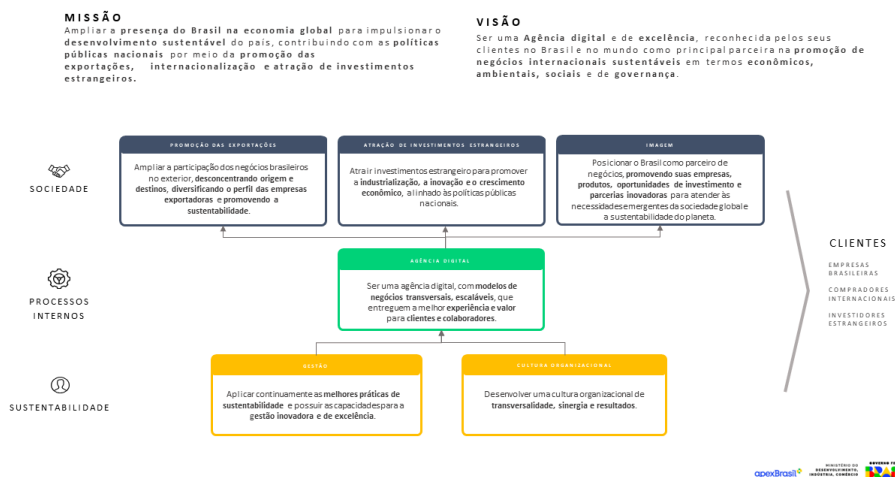 MISSÃO
Ampliar a presença do Brasil na economia global para impulsionar o
desenvolvimento sustentável do país, contribuindo com as políticas
públicas nacionais por meio da promoção das
exportações, internacionalização e atração de investimentos
estrangeiros.
VISÃO
Ser uma Agência digital e de excelência, reconhecida pelos seus
clientes no Brasil e no mundo como principal parceira na promoção de
negócios internacionais sustentáveis em termos econômicos,
ambientais, sociais e de governança.
SOCIEDADE
PROMOÇÃO DAS EXPORTAÇÕES
Ampliar a participação dos negócios brasileiros
no exterior, desconcentrando origem e
destinos, diversificando o perfil das empresas
exportadoras e promovendo a
sustentabilidade.
ATRAÇÃO DE INVESTIMENTOS ESTRANGEIROS
Atrair investimentos estrangeiro para promover
a industrialização, a inovação e o crescimento
econômico, alinhado às políticas públicas
nacionais.
IMAGEM
Posicionar o Brasil como parceiro de
negócios, promovendo suas empresas,
produtos, oportunidades de investimento e
parcerias inovadoras para atender às
necessidades emergentes da sociedade global e
a sustentabilidade do planeta.
PROCESSOS
INTERNOS
AGÊNCIA DIGITAL
Ser uma agência digital, com modelos de
negócios transversais, escaláveis, que
entreguem a melhor experiência e valor
para clientes e colaboradores.
SUSTENTABILIDADE
GESTÃO
Aplicar continuamente as melhores práticas de
sustentabilidade e possuir as capacidades para a
gestão inovadora e de excelência.
CULTURA ORGANIZACIONAL
Desenvolver uma cultura organizacional de
transversalidade, sinergia e resultados.
CLIENTES
EMPRESAS
BRASILEIRAS
COMPRADORES
INTERNACIONAIS
INVESTIDORES
ESTRANGEIROS
apexBrasil
MINISTÉRIO DO
DESENVOLVIMENTO,
INDÚSTRIA, COMÉRCIO
GOVERNO FE